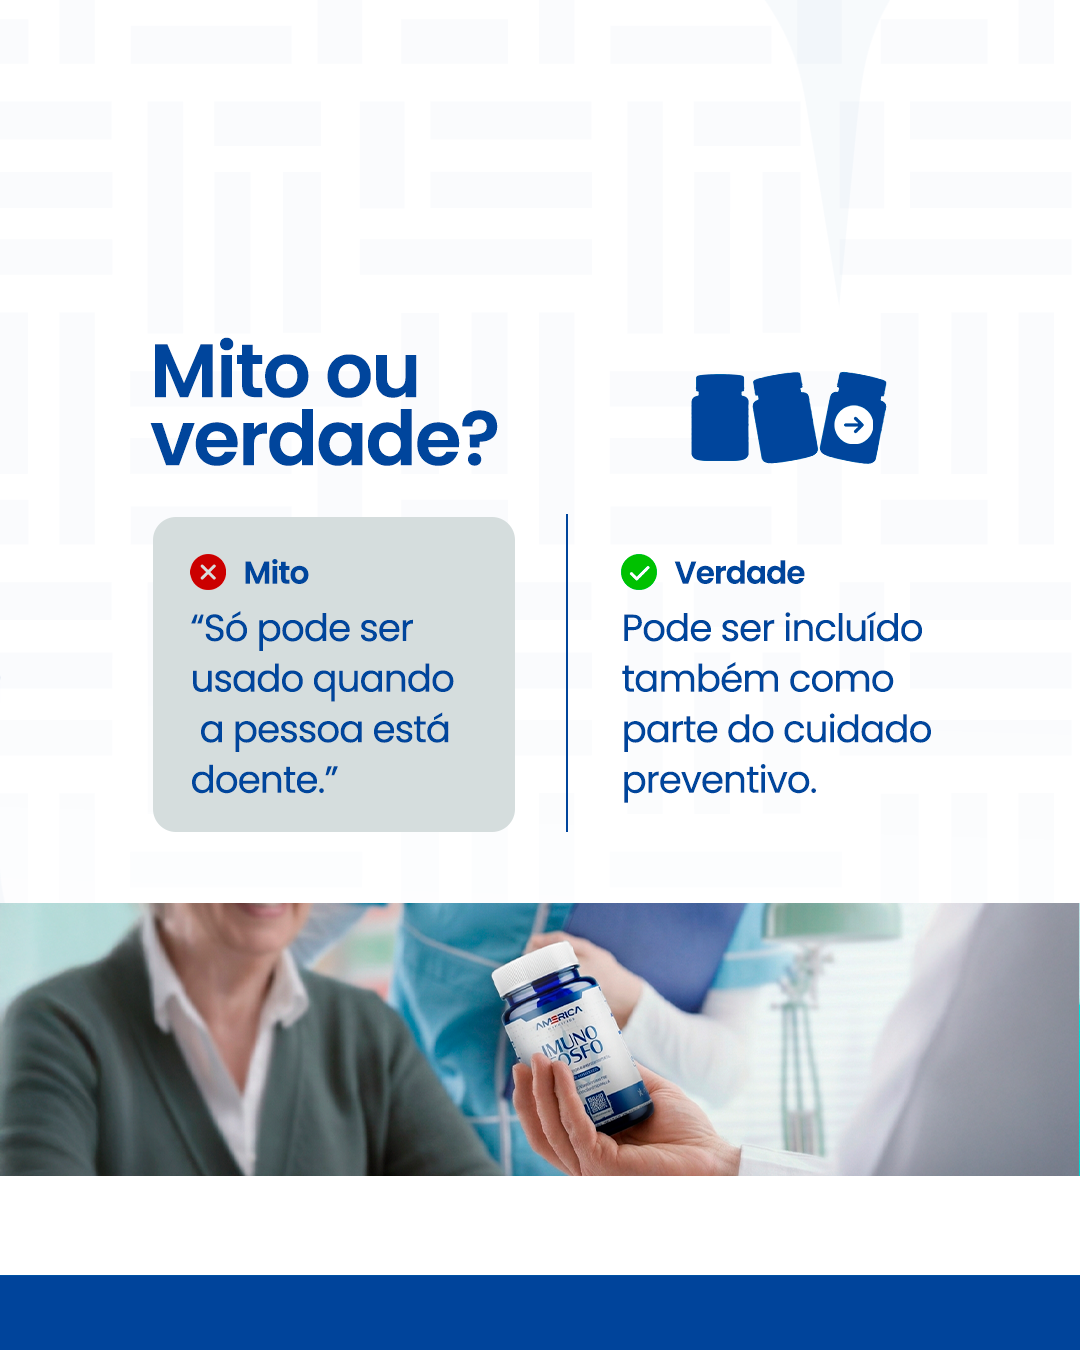 Mito ou
verdade?
Mito
“Só pode ser
usado quando
a pessoa está
doente.”
Verdade
Pode ser incluído
também como
parte do cuidado
preventivo.
AMERICA
IMUNO
FOSFO